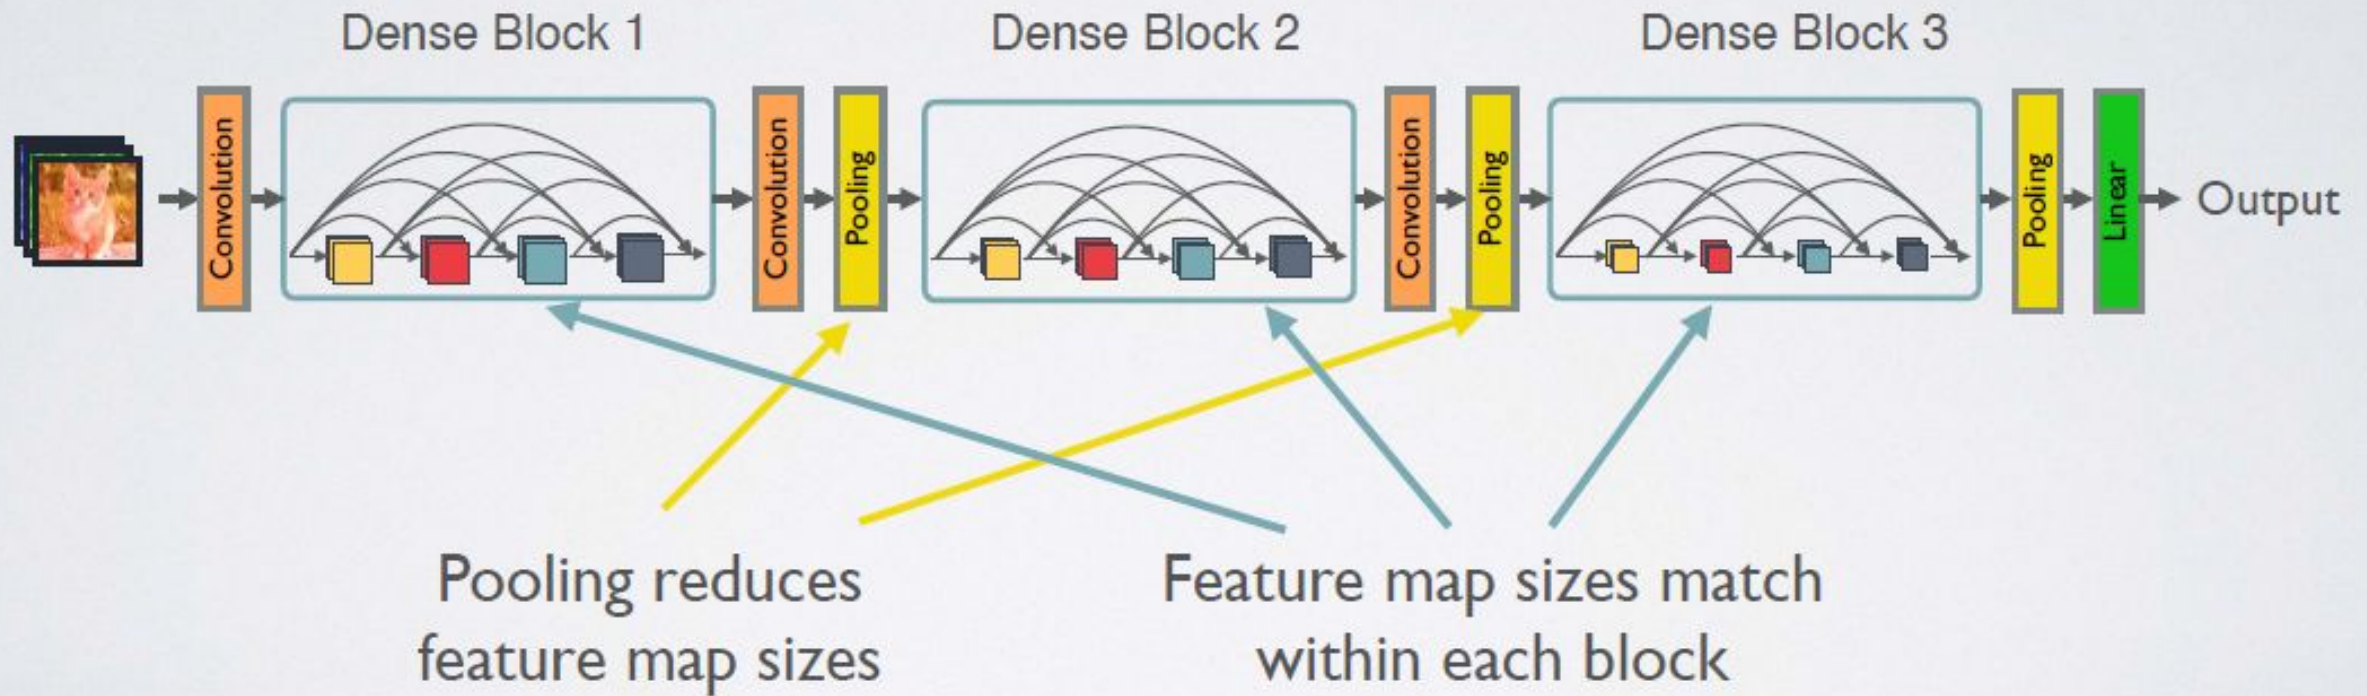 Dense Block 1
Dense Block 2
Dense Block 3
Convolution
Convolution
Pooling
Convolution
Pooling
Pooling
Linear
Output
Pooling reduces
feature map sizes
Feature map sizes match
within each block